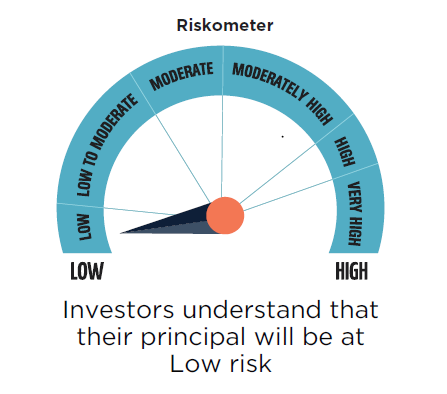 Riskometer
LOW
LOW TO MODERATE
MODERATE
MODERATELY HIGH
HIGH
VERY HIGH
LOW
HIGH
Investors understand that
their principal will be at
Low risk